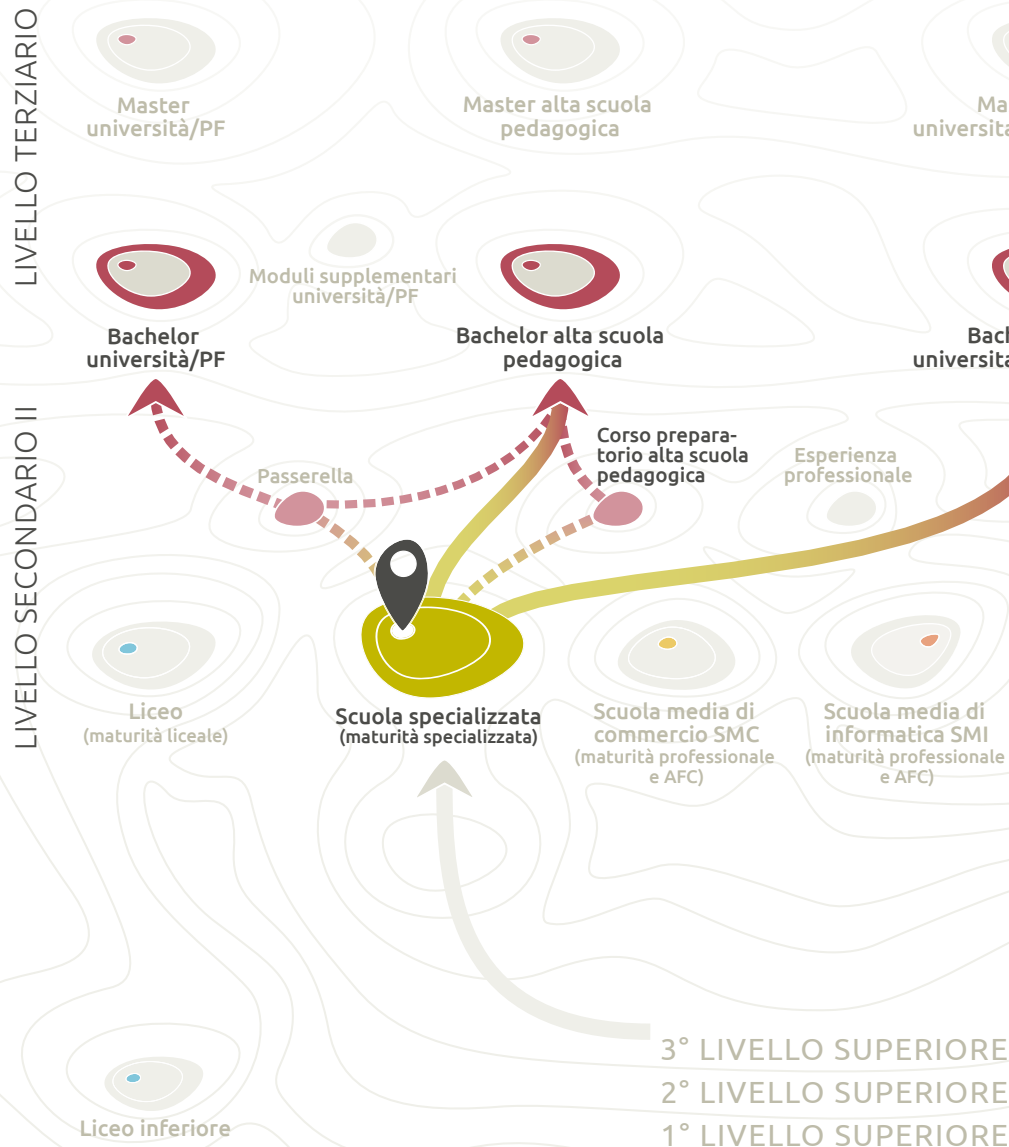 LIVELLO TERZIARIO
Master
università/PF
Master alta scuola
pedagogica
Moduli supplementari
università/PF
Bachelor
università/PF
Bachelor alta scuola
pedagogica
LIVELLO SECONDARIO II
Passerella
Corso prepara-
torio alta scuola
pedagogica
Esperienza
professionale
Liceo
(maturità liceale)
Scuola specializzata
(maturità specializzata)
Scuola media di
commercio SMC
(maturità professionale
e AFC)
Scuola media di
informatica SMI
(maturità professionale
e AFC)
3° LIVELLO SUPERIORE
2° LIVELLO SUPERIORE
1° LIVELLO SUPERIORE
Liceo inferiore